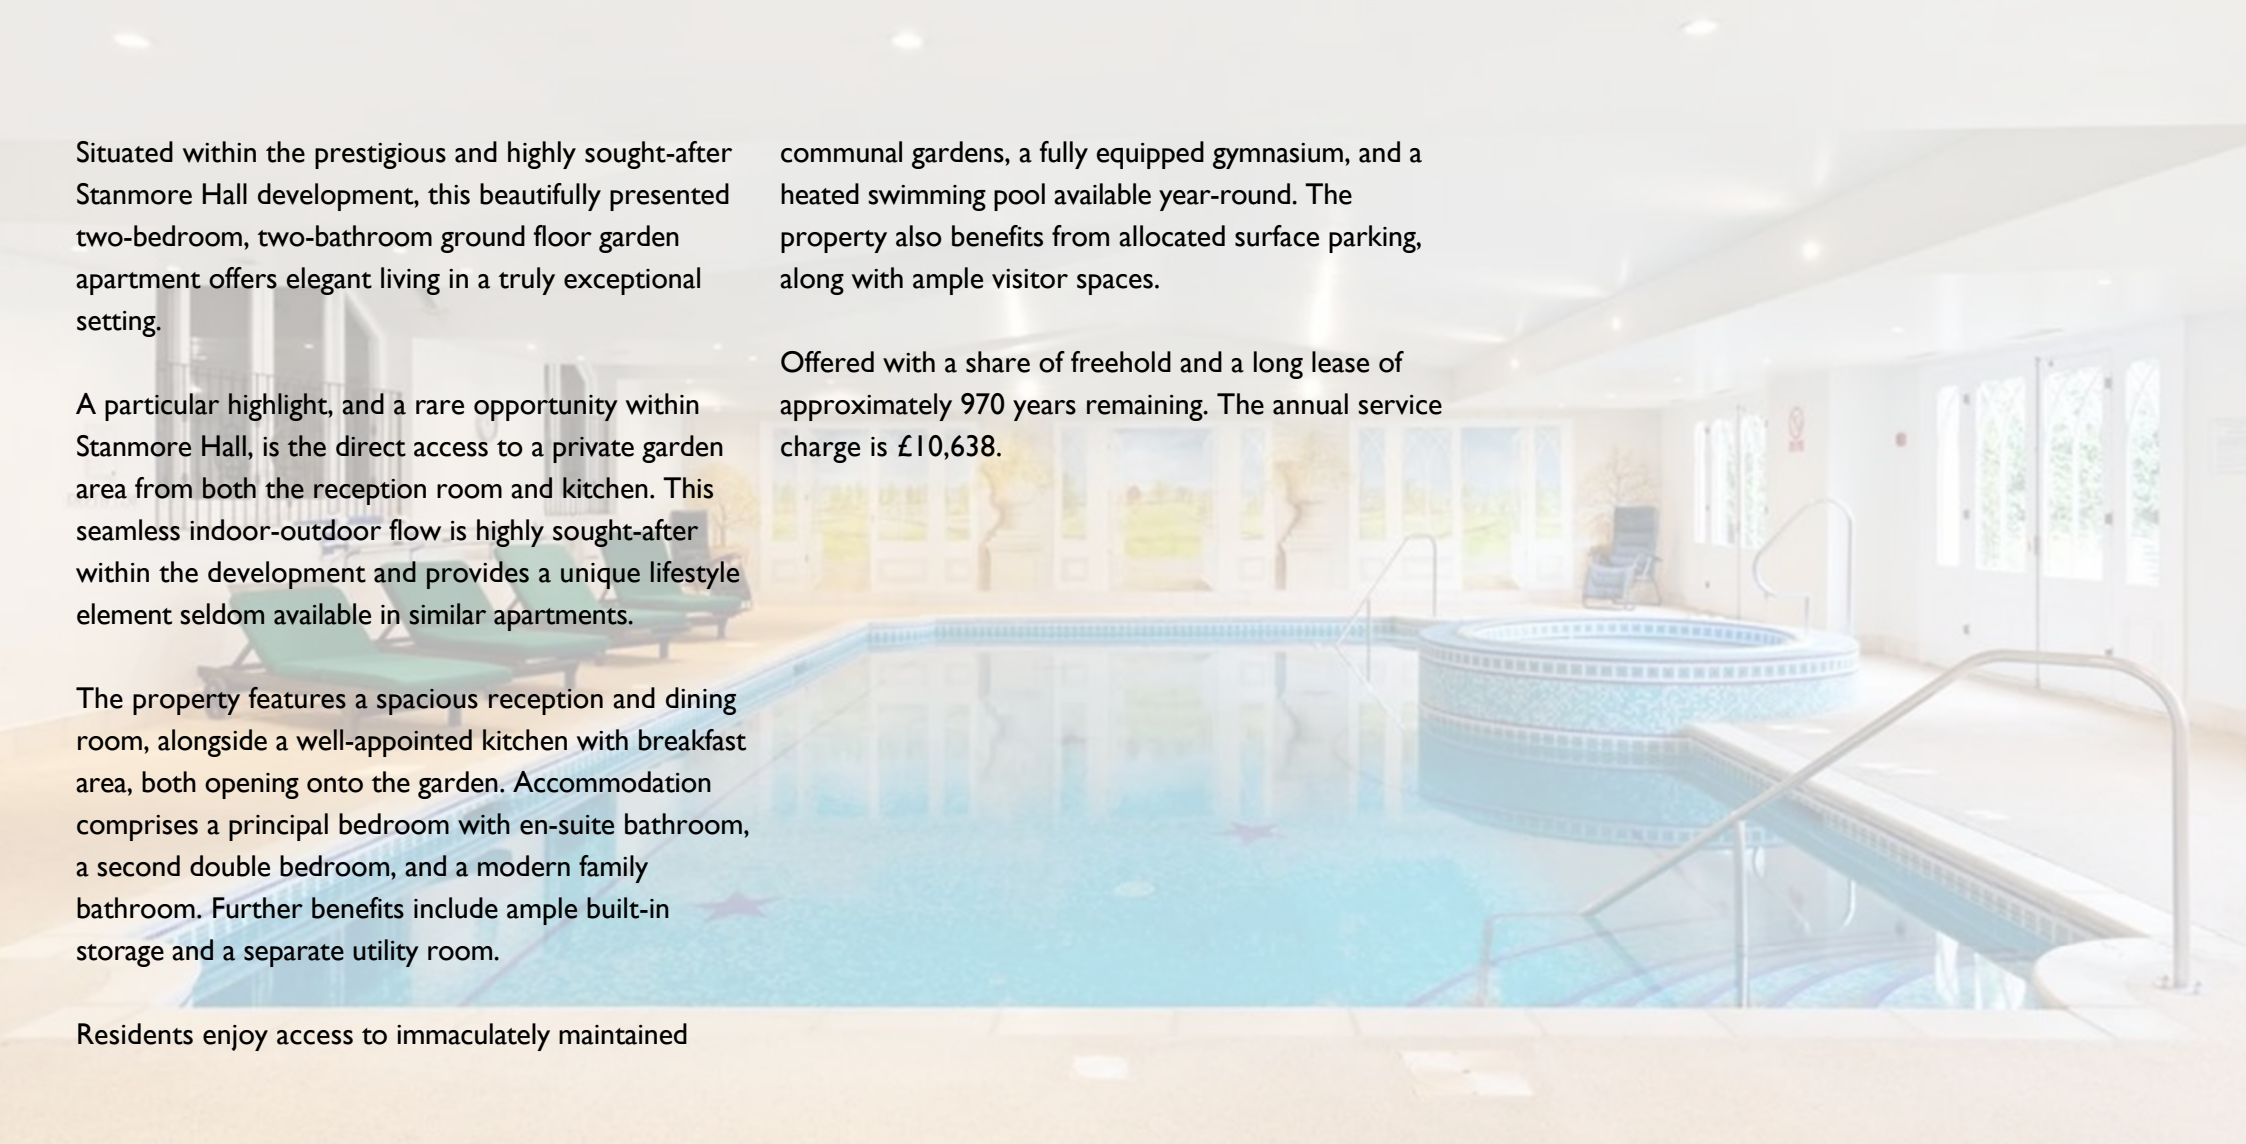 Situated within the prestigious and highly sought-after
Stanmore Hall development, this beautifully presented
two-bedroom, two-bathroom ground floor garden
apartment offers elegant living in a truly exceptional
setting.
A particular highlight, and a rare opportunity within
Stanmore Hall, is the direct access to a private garden
area from both the reception room and kitchen. This
seamless indoor-outdoor flow is highly sought-after
within the development and provides a unique lifestyle
element seldom available in similar apartments.
The property features a spacious reception and dining
room, alongside a well-appointed kitchen with breakfast
area, both opening onto the garden. Accommodation
comprises a principal bedroom with en-suite bathroom,
a second double bedroom, and a modern family
bathroom. Further benefits include ample built-in
storage and a separate utility room.
Residents enjoy access to immaculately maintained
communal gardens, a fully equipped gymnasium, and a
heated swimming pool available year-round. The
property also benefits from allocated surface parking,
along with ample visitor spaces.
Offered with a share of freehold and a long lease of
approximately 970 years remaining. The annual service
charge is £10,638.